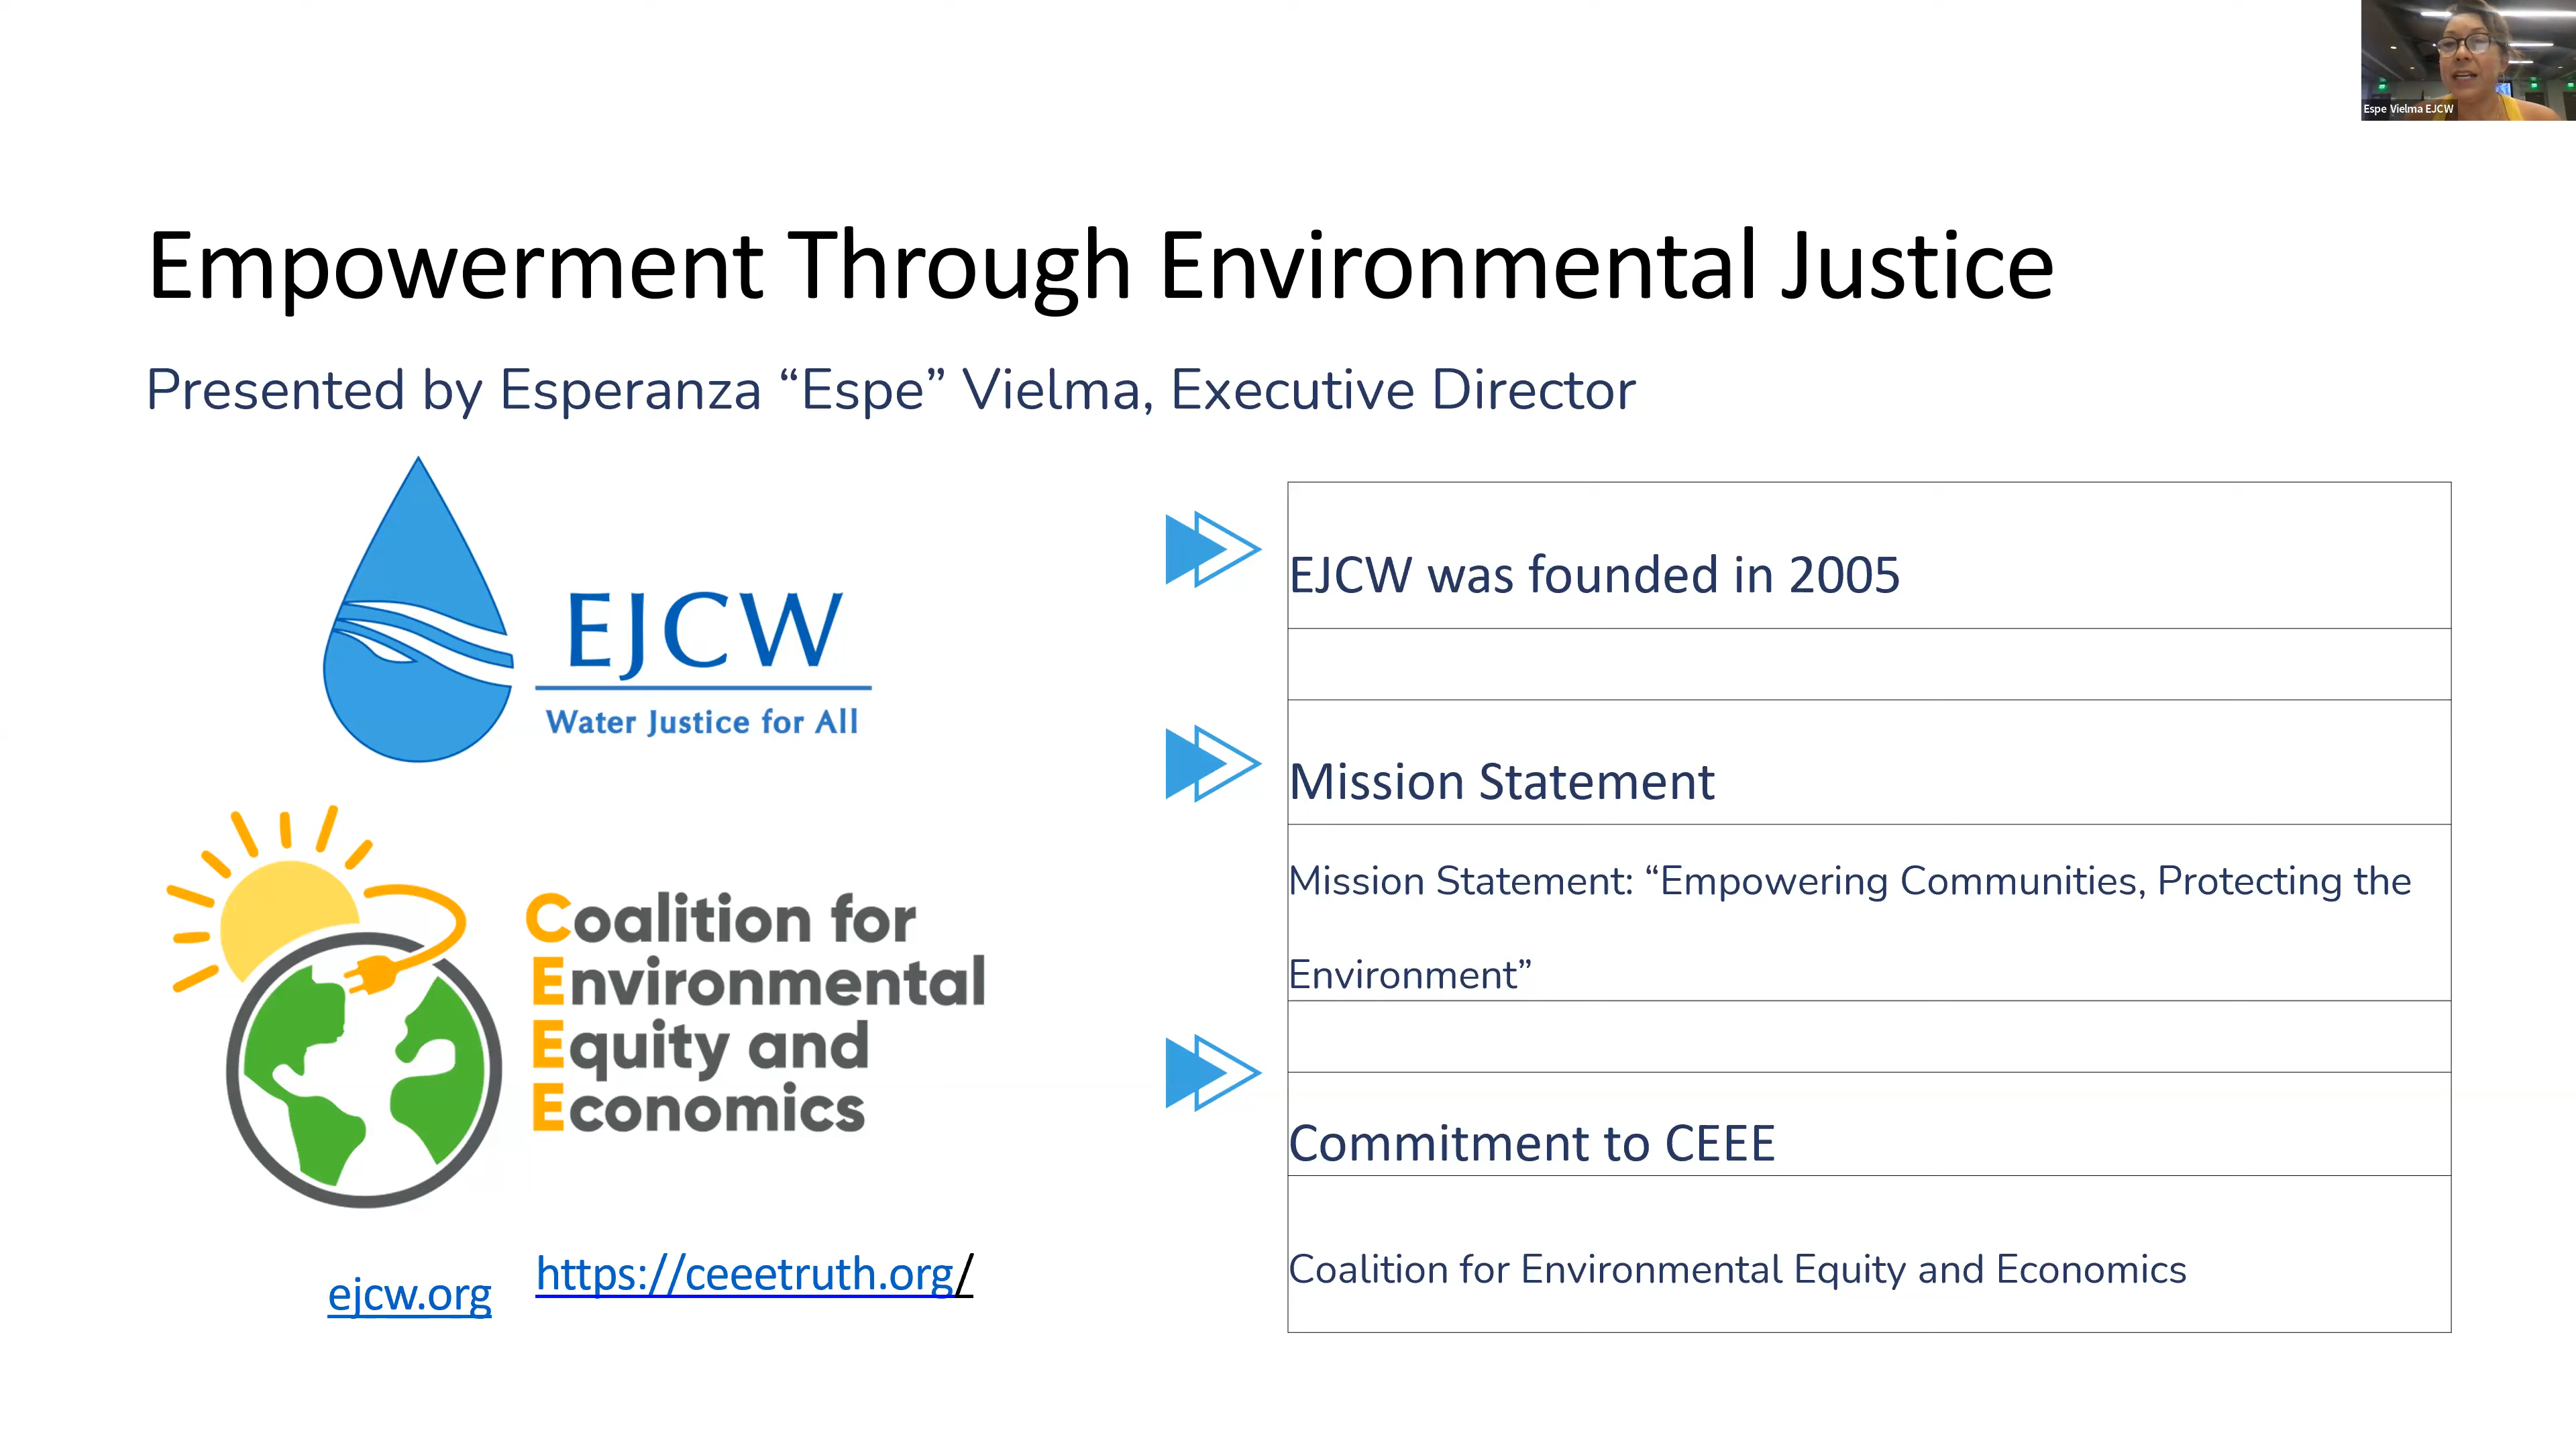 Espe Vielma EJCW
Empowerment Through Environmental Justice
Presented by Esperanza “Espe” Vielma, Executive Director
EJCW
Water Justice for All
Coalition for
Environmental
Equity and
Economics
ejcw.org
https://ceeetruth.org/
EJCW was founded in 2005
Mission Statement
Mission Statement: “Empowering Communities, Protecting the
Environment”
Commitment to CEEE
Coalition for Environmental Equity and Economics